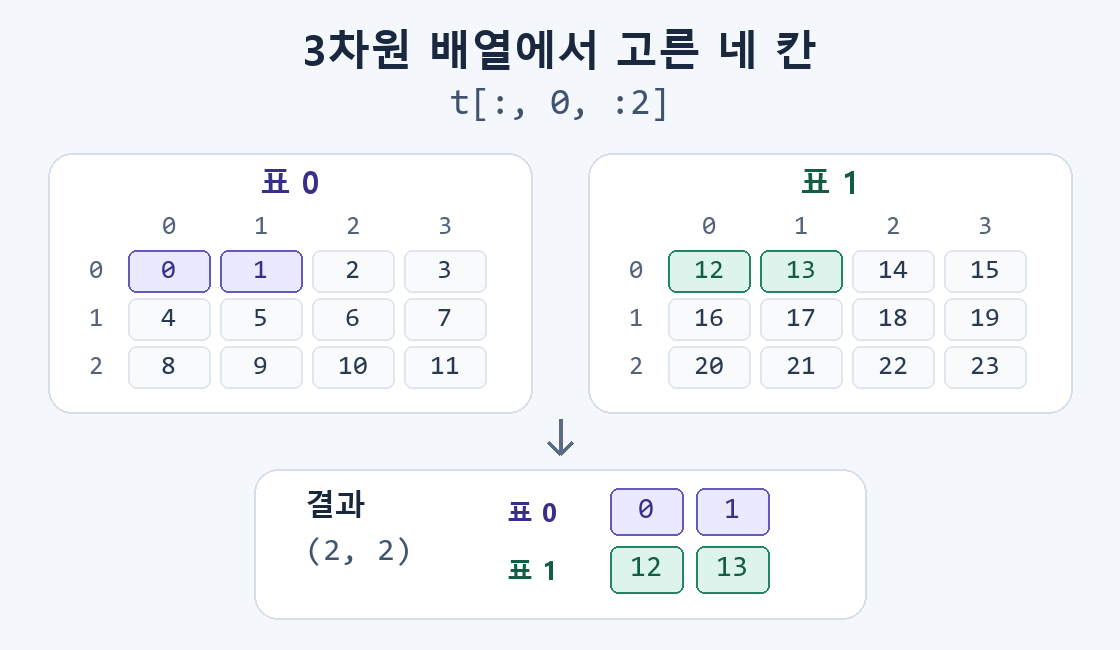 3차원 배열에서 고른 네 칸
t[:, 0, :2]
표 0
0 1 2 3
0 0 1 2 3
1 4 5 6 7
2 8 9 10 11
표 1
0 1 2 3
0 12 13 14 15
1 16 17 18 19
2 20 21 22 23
결과
(2, 2)
표 0 0 1
표 1 12 13